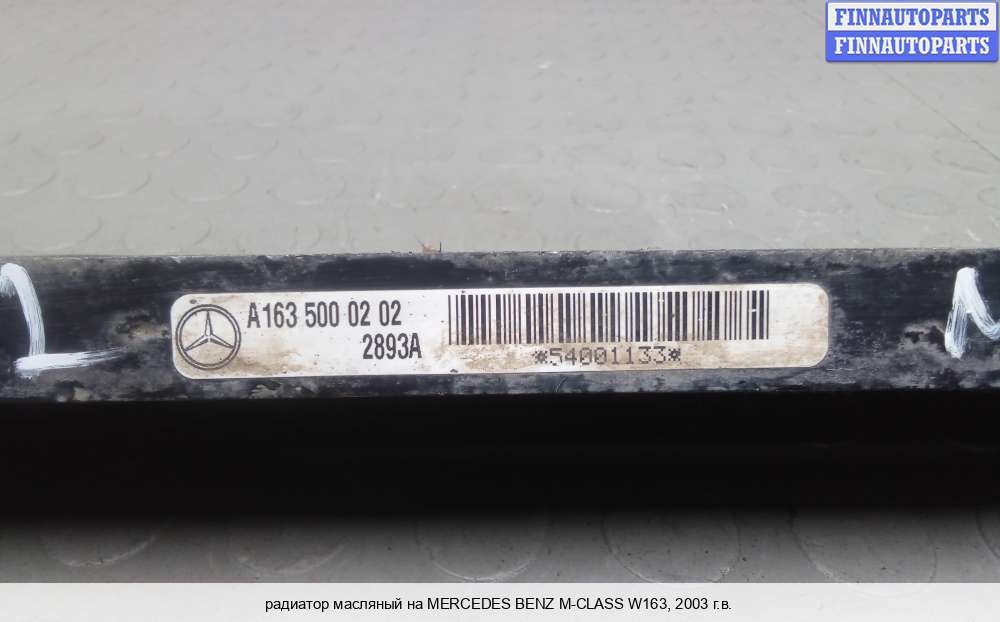 FINNAUTOPARTS
FINNAUTOPARTS
A163 500 02 02
2893A
*54001133*
радиатор масляный на MERCEDES BENZ M-CLASS W163, 2003 г.в.